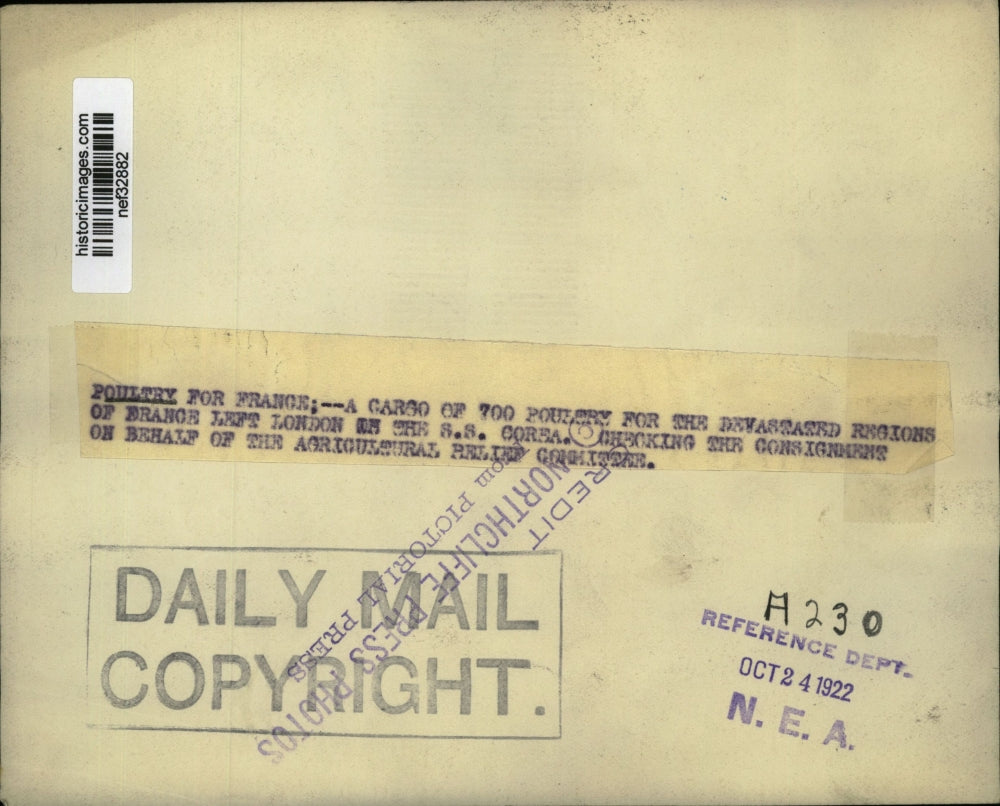 historicimages.com
nef32882
POULTRY FOR FRANCE;--A CARGO OF 700 POULTRY FOR THE DEVASTATED REGIONS
OF FRANCE LEFT LONDON IN THE S.S. CORBA. CHECKING THE CONSIGNMENT
ON BEHALF OF THE AGRICULTURAL RELIEF COMMITTEE.
CREDIT
NORTHCLIFFE PRESS PHOTOS
from PICTORIAL PRESS
DAILY MAIL
COPYRIGHT.
A230
REFERENCE DEPT.
OCT 24 1922
N. E. A.